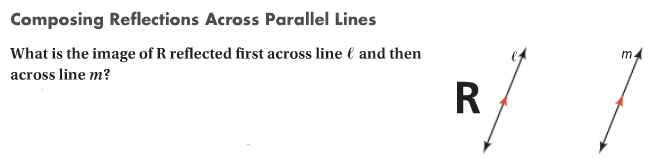 Composing Reflections Across Parallel Lines
What is the image of R reflected first across line ℓ and then
across line m?
ℓ
m
R